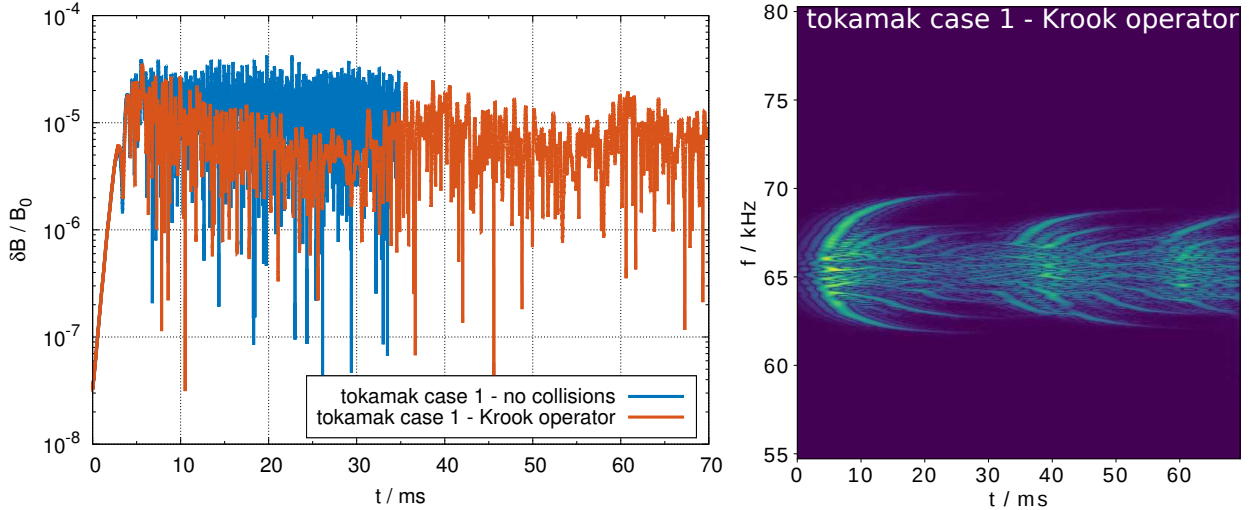 δB / B₀
10⁻⁴
10⁻⁵
10⁻⁶
10⁻⁷
10⁻⁸
tokamak case 1 - no collisions
tokamak case 1 - Krook operator
0 10 20 30 40 50 60 70
t / ms
tokamak case 1 - Krook operator
f / kHz
80
75
70
65
60
55
0 10 20 30 40 50 60
t / ms